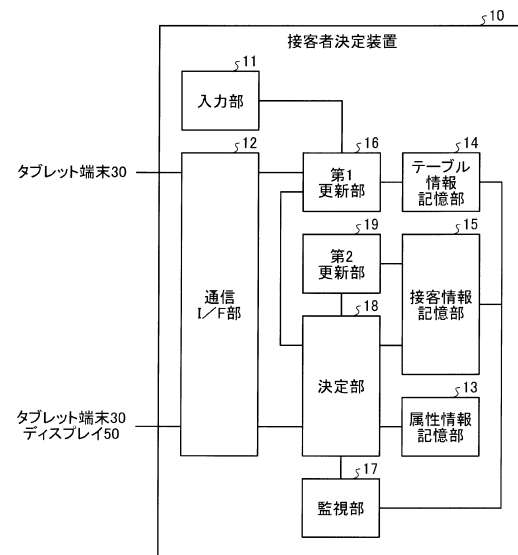 10
接客者決定装置
11
入力部
タブレット端末30
12
通信
I/F部
16
第1
更新部
14
テーブル
情報
記憶部
19
第2
更新部
15
接客情報
記憶部
18
決定部
13
属性情報
記憶部
タブレット端末30
ディスプレイ50
17
監視部